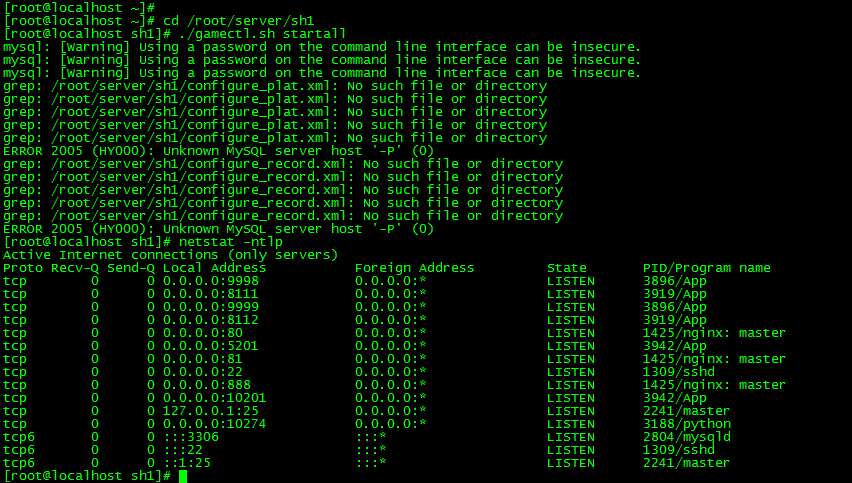 [root@localhost ~]#
[root@localhost ~]# cd /root/server/sh1
[root@localhost sh1]# ./gamectl.sh startall
mysql: [Warning] Using a password on the command line interface can be insecure.
mysql: [Warning] Using a password on the command line interface can be insecure.
mysql: [Warning] Using a password on the command line interface can be insecure.
grep: /root/server/sh1/configure_plat.xml: No such file or directory
grep: /root/server/sh1/configure_plat.xml: No such file or directory
grep: /root/server/sh1/configure_plat.xml: No such file or directory
grep: /root/server/sh1/configure_plat.xml: No such file or directory
grep: /root/server/sh1/configure_plat.xml: No such file or directory
ERROR 2005 (HY000): Unknown MySQL server host '-P' (0)
grep: /root/server/sh1/configure_record.xml: No such file or directory
grep: /root/server/sh1/configure_record.xml: No such file or directory
grep: /root/server/sh1/configure_record.xml: No such file or directory
grep: /root/server/sh1/configure_record.xml: No such file or directory
grep: /root/server/sh1/configure_record.xml: No such file or directory
ERROR 2005 (HY000): Unknown MySQL server host '-P' (0)
[root@localhost sh1]# netstat -ntlp
Active Internet connections (only servers)
Proto Recv-Q Send-Q Local Address           Foreign Address         State       PID/Program name
tcp        0      0 0.0.0.0:9998            0.0.0.0:*               LISTEN      3896/App
tcp        0      0 0.0.0.0:8111            0.0.0.0:*               LISTEN      3919/App
tcp        0      0 0.0.0.0:9999            0.0.0.0:*               LISTEN      3896/App
tcp        0      0 0.0.0.0:8112            0.0.0.0:*               LISTEN      3919/App
tcp        0      0 0.0.0.0:80              0.0.0.0:*               LISTEN      1425/nginx: master
tcp        0      0 0.0.0.0:5201            0.0.0.0:*               LISTEN      3942/App
tcp        0      0 0.0.0.0:81              0.0.0.0:*               LISTEN      1425/nginx: master
tcp        0      0 0.0.0.0:22              0.0.0.0:*               LISTEN      1309/sshd
tcp        0      0 0.0.0.0:888             0.0.0.0:*               LISTEN      1425/nginx: master
tcp        0      0 0.0.0.0:10201           0.0.0.0:*               LISTEN      3942/App
tcp        0      0 127.0.0.1:25            0.0.0.0:*               LISTEN      2241/master
tcp        0      0 0.0.0.0:10274           0.0.0.0:*               LISTEN      3188/python
tcp6       0      0 :::3306                 :::*                    LISTEN      2804/mysqld
tcp6       0      0 :::22                   :::*                    LISTEN      1309/sshd
tcp6       0      0 ::1:25                  :::*                    LISTEN      2241/master
[root@localhost sh1]#